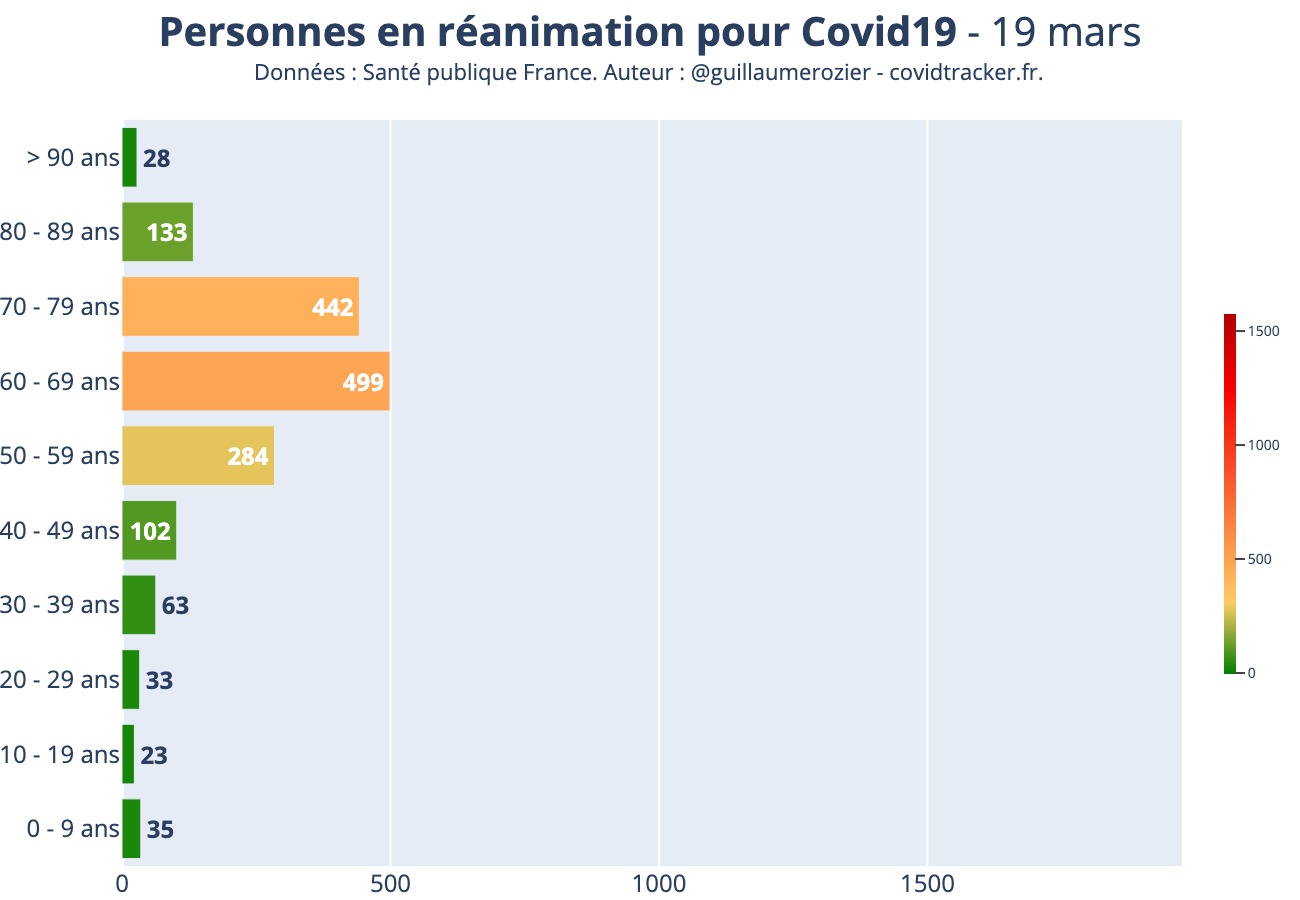 Personnes en réanimation pour Covid19 - 19 mars
Données : Santé publique France. Auteur : @guillaumerozier - covidtracker.fr.
> 90 ans 28
80 - 89 ans 133
70 - 79 ans 442
60 - 69 ans 499
50 - 59 ans 284
40 - 49 ans 102
30 - 39 ans 63
20 - 29 ans 33
10 - 19 ans 23
0 - 9 ans 35
0 500 1000 1500
1500
1000
500
0